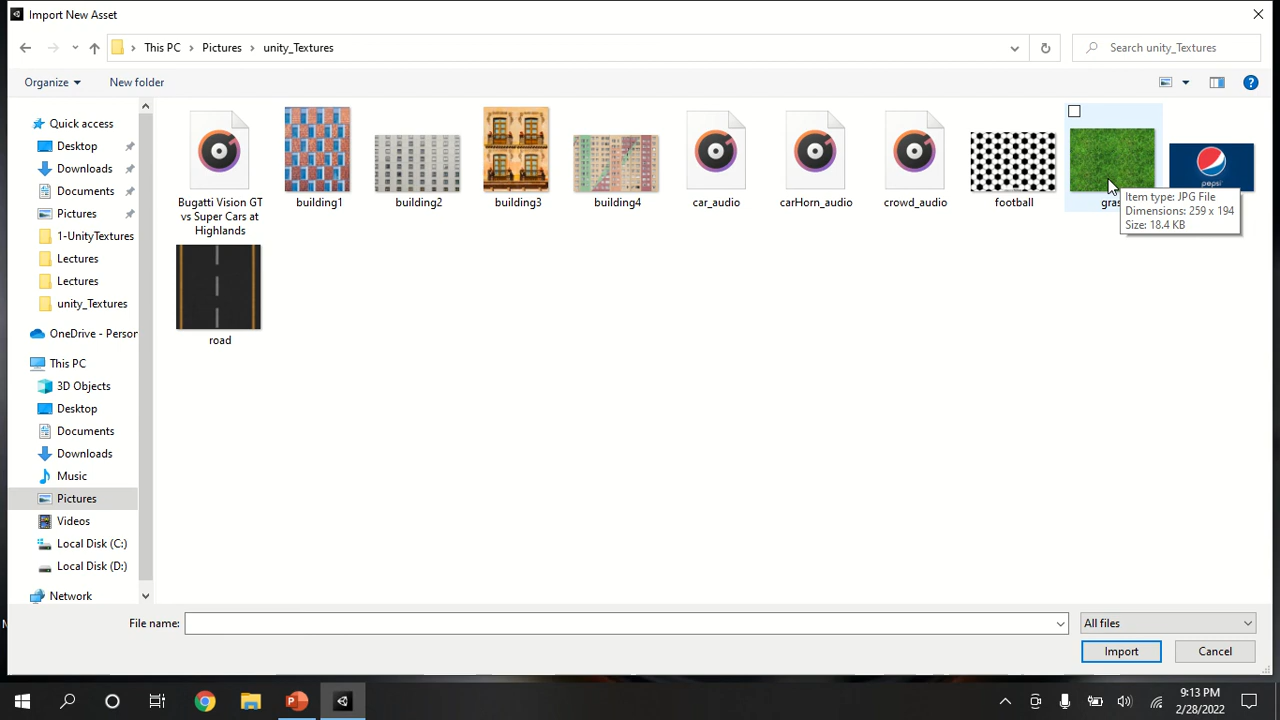 Import New Asset
This PC
Pictures
unity_Textures
Search unity_Textures
Organize
New folder
Quick access
Desktop
Downloads
Documents
Pictures
1-UnityTextures
Lectures
Lectures
unity_Textures
OneDrive - Person
This PC
3D Objects
Desktop
Documents
Downloads
Music
Pictures
Videos
Local Disk (C:)
Local Disk (D:)
Network
Bugatti Vision GT
vs Super Cars at
Highlands
building1
building2
building3
building4
car_audio
carHorn_audio
crowd_audio
football
gras
pepsi
Item type: JPG File
Dimensions: 259 x 194
Size: 18.4 KB
road
File name:
All files
Import
Cancel
9:13 PM
2/28/2022